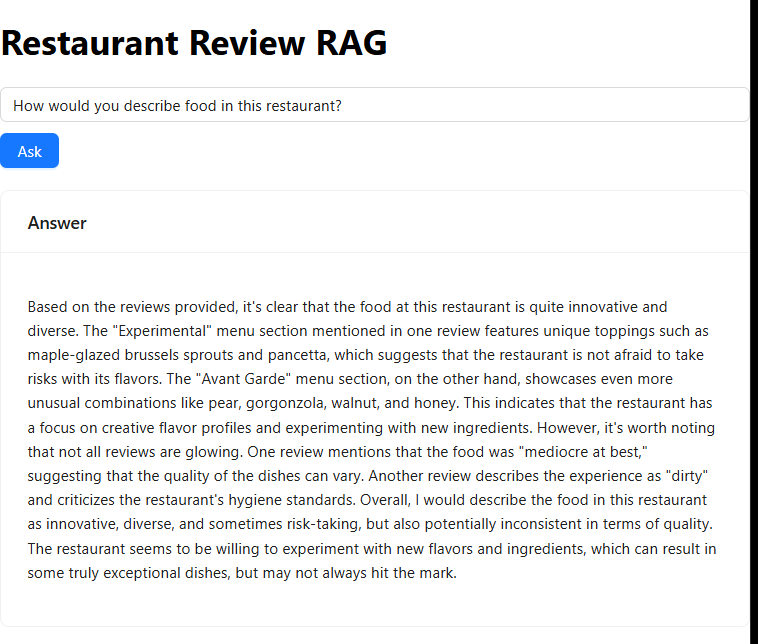 Restaurant Review RAG
How would you describe food in this restaurant?
Ask
Answer
Based on the reviews provided, it's clear that the food at this restaurant is quite innovative and
diverse. The "Experimental" menu section mentioned in one review features unique toppings such as
maple-glazed brussels sprouts and pancetta, which suggests that the restaurant is not afraid to take
risks with its flavors. The "Avant Garde" menu section, on the other hand, showcases even more
unusual combinations like pear, gorgonzola, walnut, and honey. This indicates that the restaurant has
a focus on creative flavor profiles and experimenting with new ingredients. However, it's worth noting
that not all reviews are glowing. One review mentions that the food was "mediocre at best,"
suggesting that the quality of the dishes can vary. Another review describes the experience as "dirty"
and criticizes the restaurant's hygiene standards. Overall, I would describe the food in this restaurant
as innovative, diverse, and sometimes risk-taking, but also potentially inconsistent in terms of quality.
The restaurant seems to be willing to experiment with new flavors and ingredients, which can result in
some truly exceptional dishes, but may not always hit the mark.